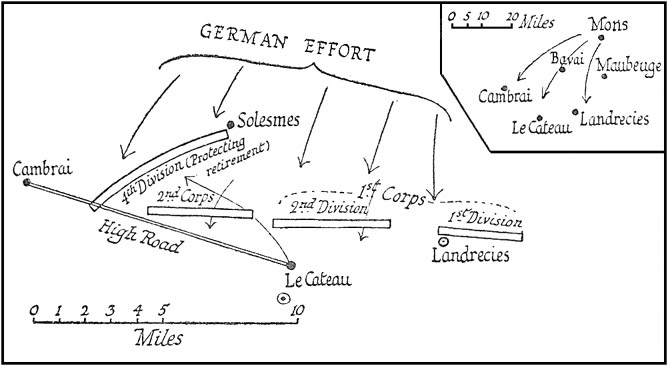 GERMAN EFFORT
Solesmes
Cambrai
4th Division (Protecting
retirement)
2nd Corps
1st Corps
2nd Division
1st Division
High Road
Landrecies
Le Cateau
0 1 2 3 4 5 10
Miles
0 5 10 20 Miles
Mons
Bavai
Maubeuge
Cambrai
Le Cateau
Landrecies